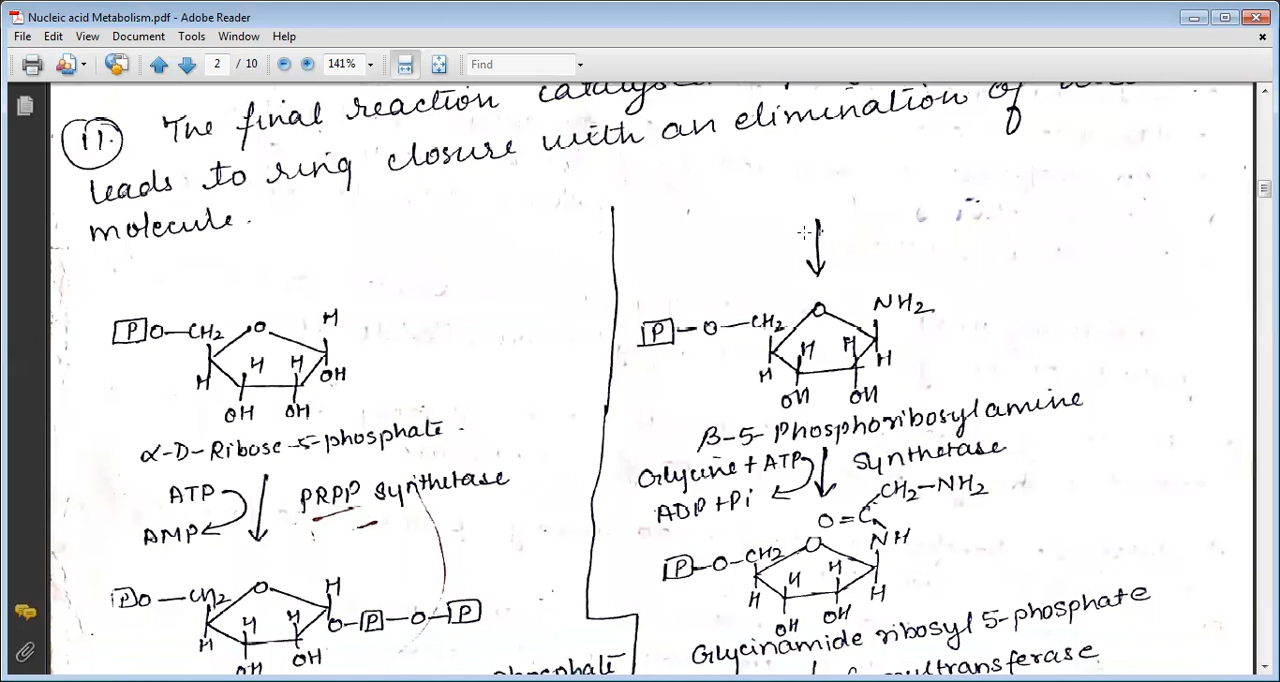 Nucleic acid Metabolism.pdf - Adobe Reader
File Edit View Document Tools Window Help
2 / 10 141% Find
11. The final reaction
leads to ring closure with an elimination of
molecule.
P O-CH2 O H
H H H OH
OH OH
α-D-Ribose-5-phosphate.
ATP PRPP synthetase
AMP
P O-CH2 O H
H H H O-P-O-P
OH OH
phosphate
P-O-CH2 O NH2
H H H H
OH OH
β-5-Phosphoribosylamine
Glycine + ATP synthetase
ADP + Pi
CH2-NH2
O=C
NH
P-O-CH2 O
H H H H
OH OH
Glycinamide ribosyl 5-phosphate